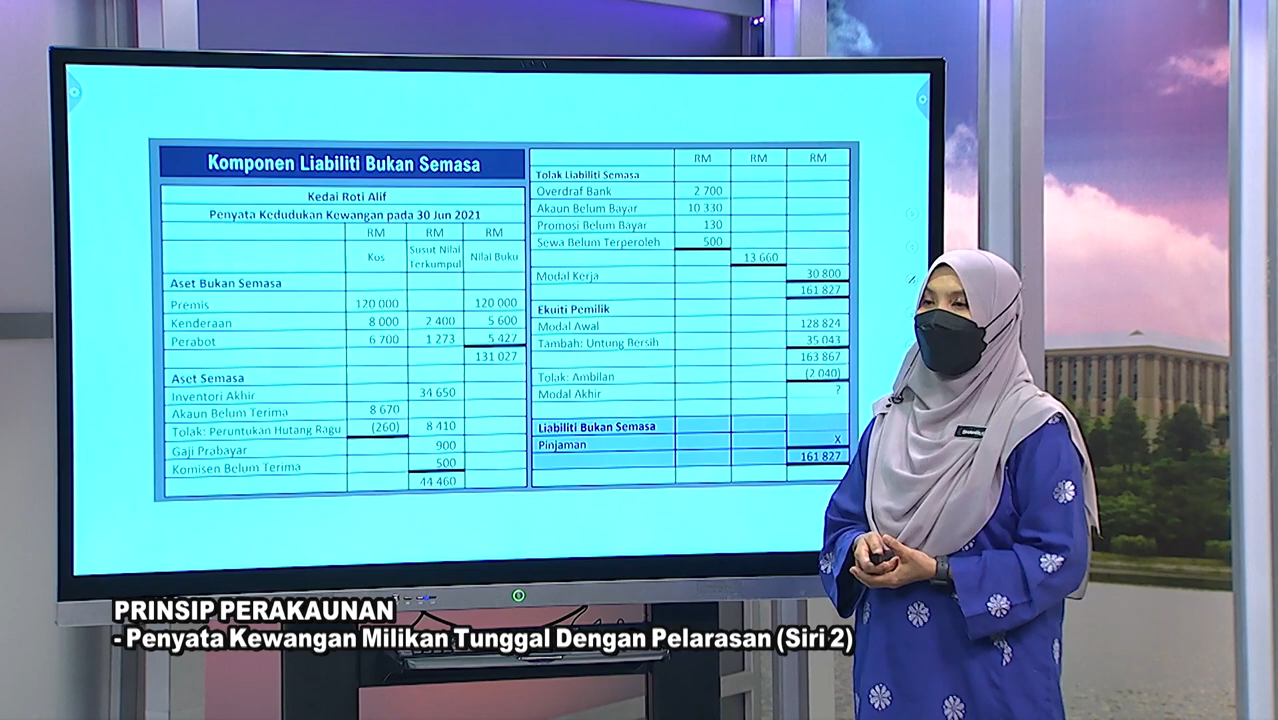 Komponen Liabiliti Bukan Semasa
Kedai Roti Alif
Penyata Kedudukan Kewangan pada 30 Jun 2021
RM RM RM
Kos Susut Nilai Terkumpul Nilai Buku
Aset Bukan Semasa
Premis 120 000 120 000
Kenderaan 8 000 2 400 5 600
Perabot 6 700 1 273 5 427
131 027
Aset Semasa
Inventori Akhir 34 650
Akaun Belum Terima 8 670
Tolak: Peruntukan Hutang Ragu (260) 8 410
Gaji Prabayar 900
Komisen Belum Terima 500
44 460
RM RM RM
Tolak Liabiliti Semasa
Overdraf Bank 2 700
Akaun Belum Bayar 10 330
Promosi Belum Bayar 130
Sewa Belum Terperoleh 500
13 660
Modal Kerja 30 800
161 827
Ekuiti Pemilik
Modal Awal 128 824
Tambah: Untung Bersih 35 043
163 867
Tolak: Ambilan (2 040)
Modal Akhir ?
Liabiliti Bukan Semasa
Pinjaman X
161 827
PRINSIP PERAKAUNAN
- Penyata Kewangan Milikan Tunggal Dengan Pelarasan (Siri 2)